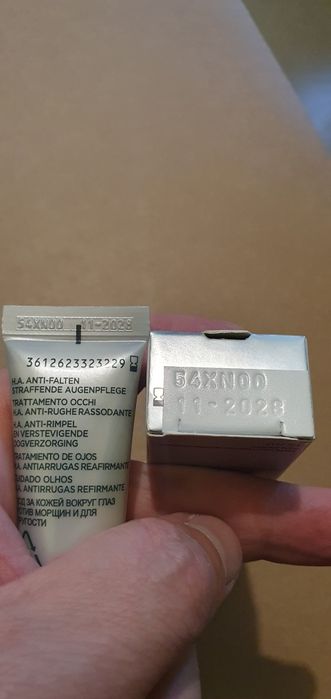 54XN00 11-2028
3612623323229
H.A. ANTI-FALTEN
STRAFFENDE AUGENPFLEGE
TRATTAMENTO OCCHI
H.A. ANTI-RUGHE RASSODANTE
H.A. ANTI-RIMPEL
EN VERSTEVIGENDE
OOGVERZORGING
TRATAMIENTO DE OJOS
H.A. ANTIARRUGAS REAFIRMANTE
CUIDADO OLHOS
H.A. ANTIRRUGAS REFIRMANTE
УХОД ЗА КОЖЕЙ ВОКРУГ ГЛАЗ
ПРОТИВ МОРЩИН И ДЛЯ
УПРУГОСТИ
54XN00
11-2028